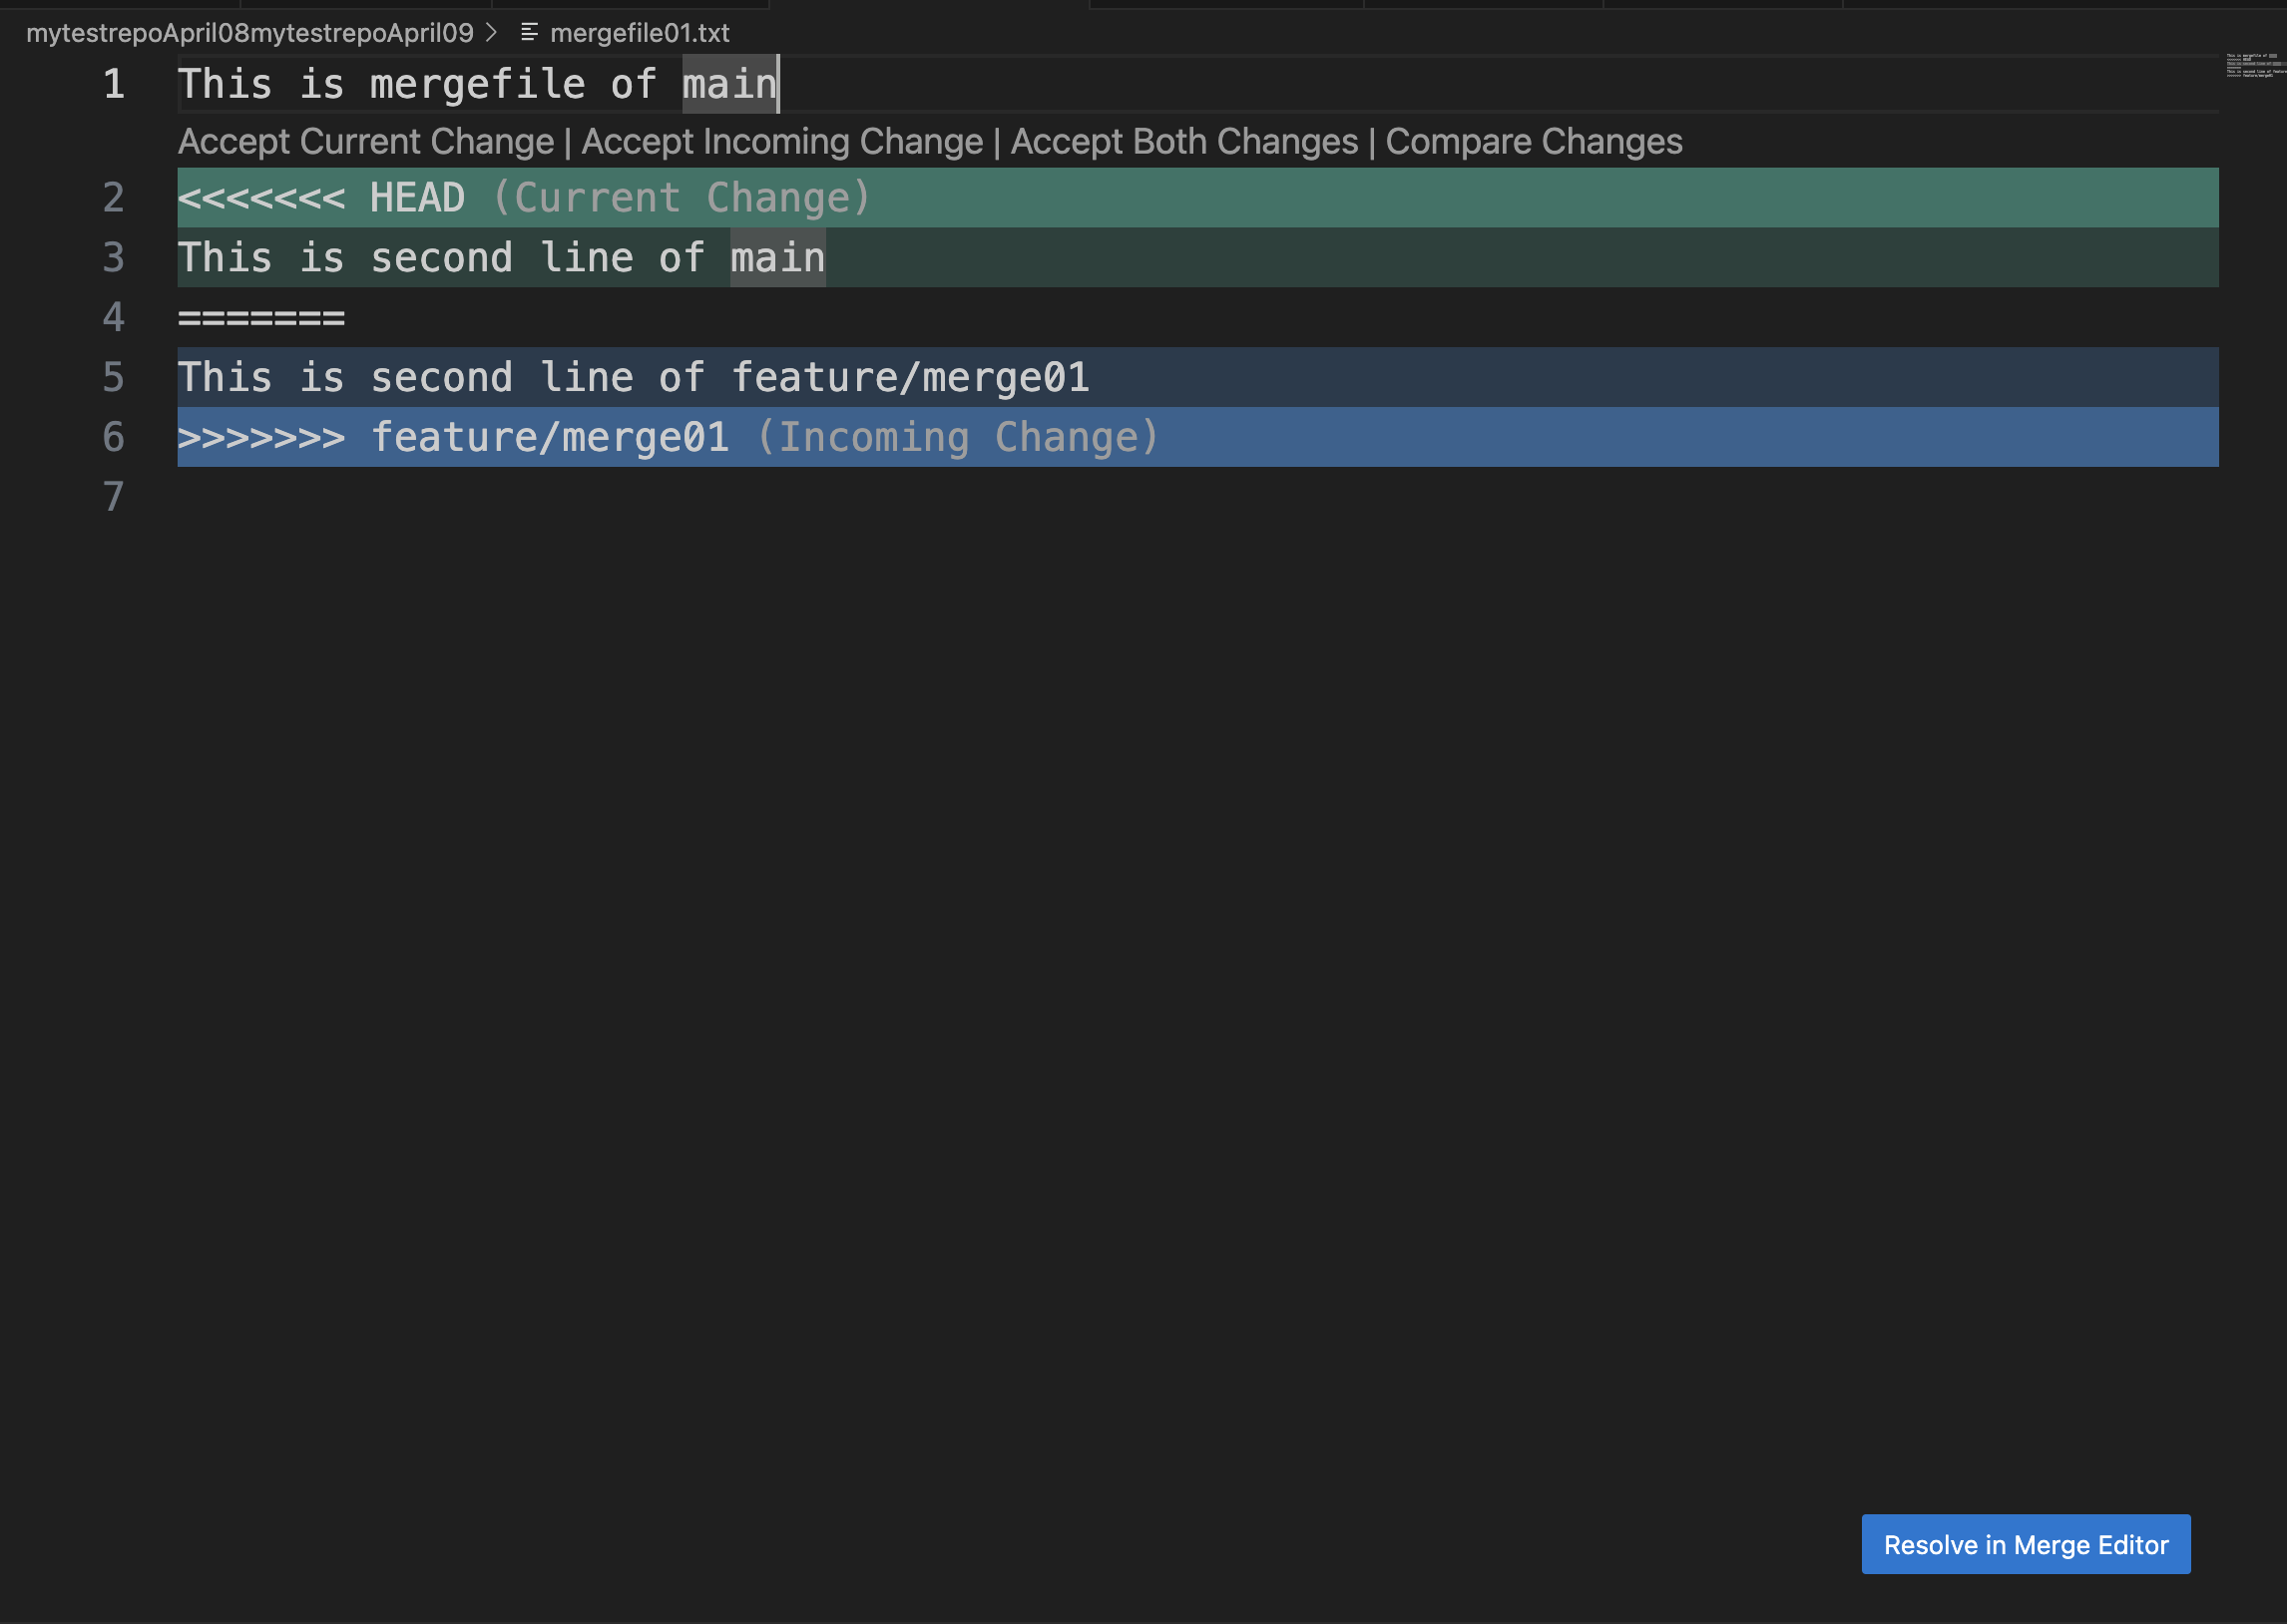 mytestrepoApril08mytestrepoApril09 > mergefile01.txt
1 This is mergefile of main
Accept Current Change | Accept Incoming Change | Accept Both Changes | Compare Changes
2 <<<<<<< HEAD (Current Change)
3 This is second line of main
4 =======
5 This is second line of feature/merge01
6 >>>>>>> feature/merge01 (Incoming Change)
7
Resolve in Merge Editor